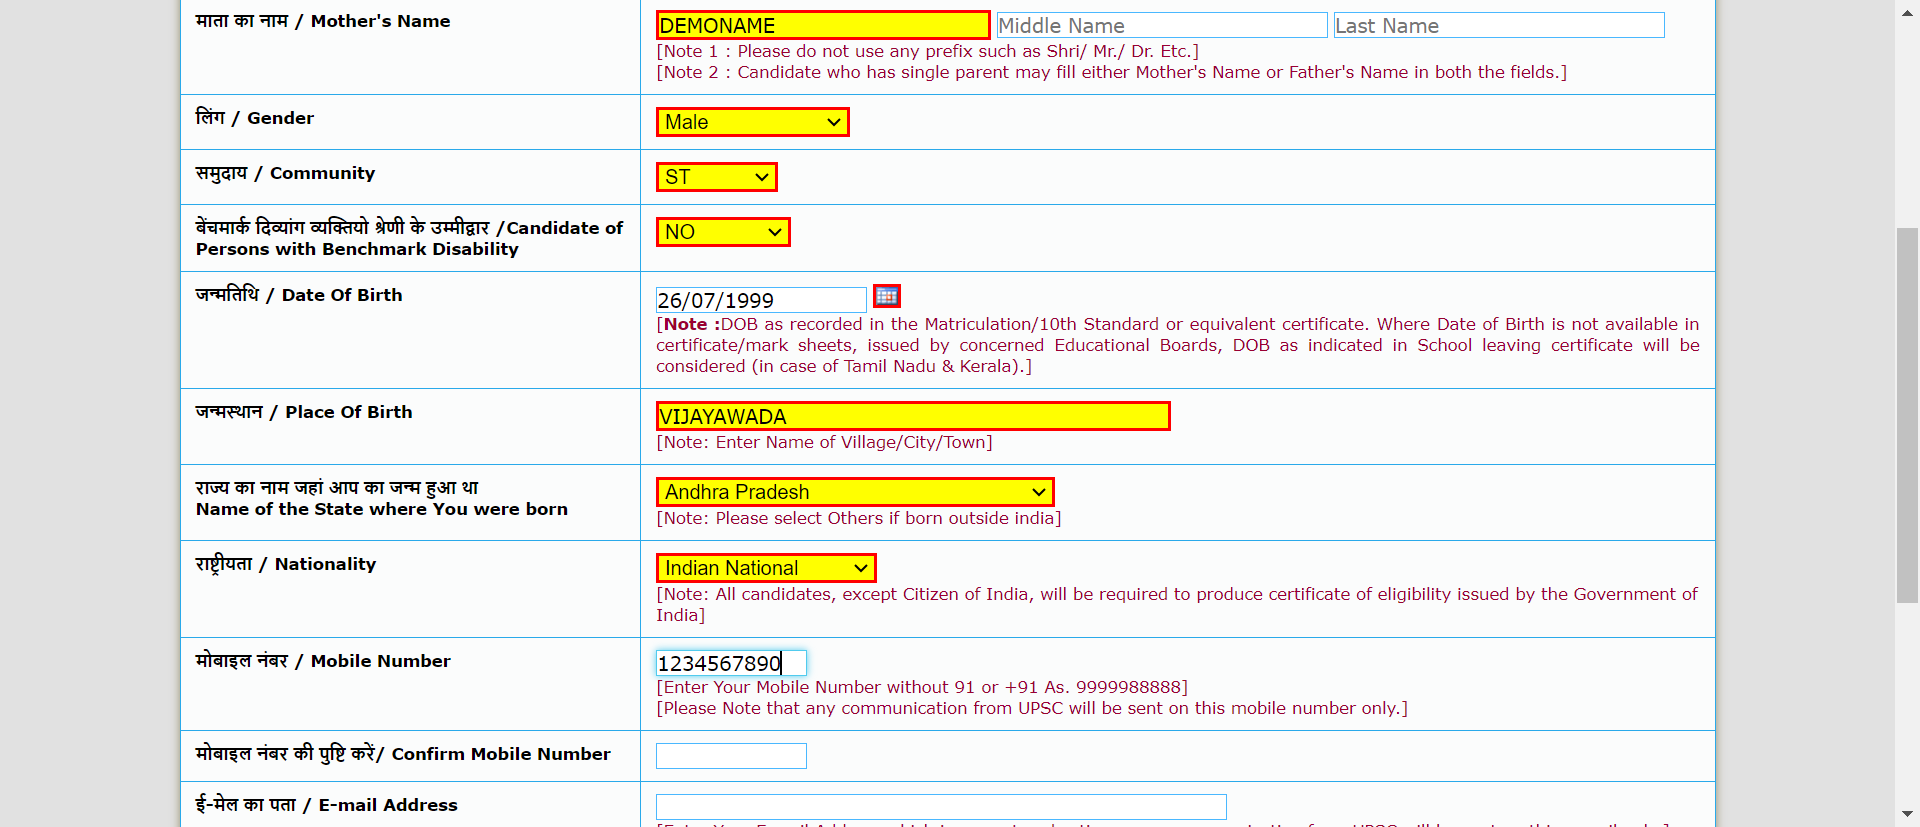 माता का नाम / Mother's Name
DEMONAME Middle Name Last Name
[Note 1 : Please do not use any prefix such as Shri/ Mr./ Dr. Etc.]
[Note 2 : Candidate who has single parent may fill either Mother's Name or Father's Name in both the fields.]
लिंग / Gender
Male
समुदाय / Community
ST
बेंचमार्क दिव्यांग व्यक्तियो श्रेणी के उम्मीद्वार /Candidate of
Persons with Benchmark Disability
NO
जन्मतिथि / Date Of Birth
26/07/1999
[Note :DOB as recorded in the Matriculation/10th Standard or equivalent certificate. Where Date of Birth is not available in
certificate/mark sheets, issued by concerned Educational Boards, DOB as indicated in School leaving certificate will be
considered (in case of Tamil Nadu & Kerala).]
जन्मस्थान / Place Of Birth
VIJAYAWADA
[Note: Enter Name of Village/City/Town]
राज्य का नाम जहां आप का जन्म हुआ था
Name of the State where You were born
Andhra Pradesh
[Note: Please select Others if born outside india]
राष्ट्रीयता / Nationality
Indian National
[Note: All candidates, except Citizen of India, will be required to produce certificate of eligibility issued by the Government of
India]
मोबाइल नंबर / Mobile Number
1234567890
[Enter Your Mobile Number without 91 or +91 As. 9999988888]
[Please Note that any communication from UPSC will be sent on this mobile number only.]
मोबाइल नंबर की पुष्टि करें/ Confirm Mobile Number
ई-मेल का पता / E-mail Address